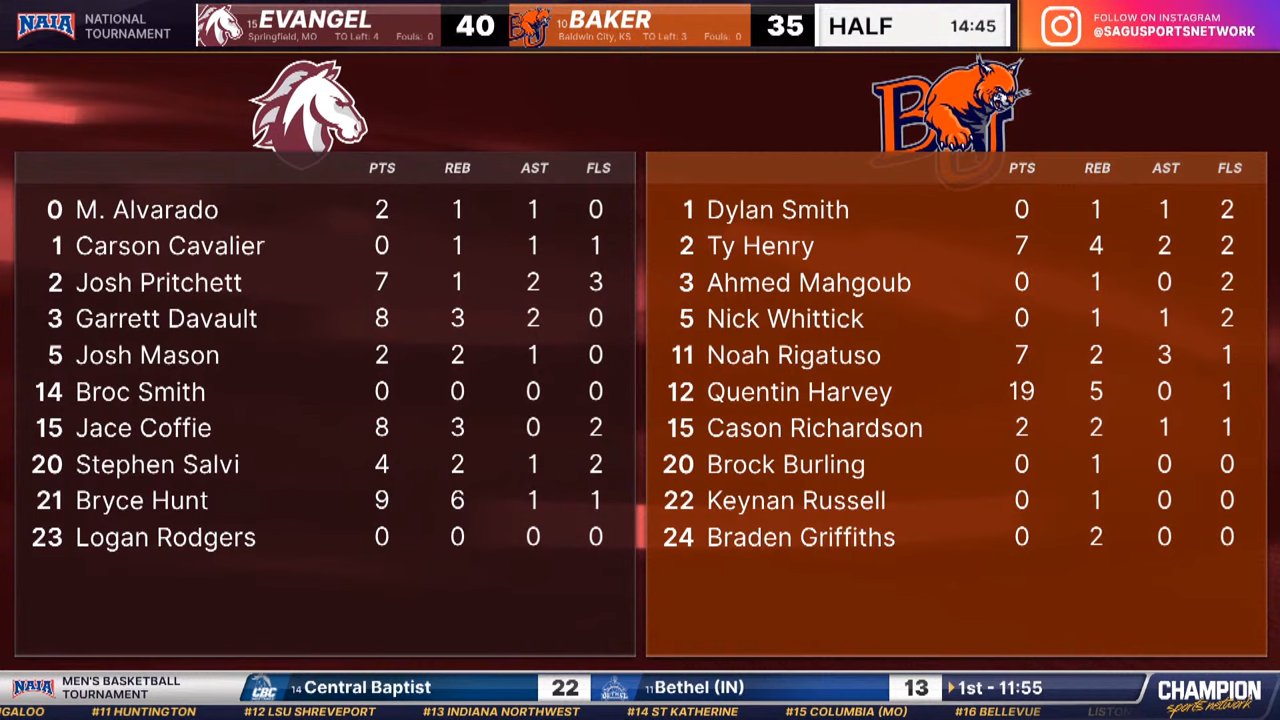 NAIA NATIONAL TOURNAMENT
15 EVANGEL 40
Springfield, MO TO Left: 4 Fouls: 0
10 BAKER 35
Baldwin City, KS TO Left: 3 Fouls: 0
HALF 14:45
FOLLOW ON INSTAGRAM
@SAGUSPORTSNETWORK
PTS REB AST FLS
0 M. Alvarado 2 1 1 0
1 Carson Cavalier 0 1 1 1
2 Josh Pritchett 7 1 2 3
3 Garrett Davault 8 3 2 0
5 Josh Mason 2 2 1 0
14 Broc Smith 0 0 0 0
15 Jace Coffie 8 3 0 2
20 Stephen Salvi 4 2 1 2
21 Bryce Hunt 9 6 1 1
23 Logan Rodgers 0 0 0 0
BU
PTS REB AST FLS
1 Dylan Smith 0 1 1 2
2 Ty Henry 7 4 2 2
3 Ahmed Mahgoub 0 1 0 2
5 Nick Whittick 0 1 1 2
11 Noah Rigatuso 7 2 3 1
12 Quentin Harvey 19 5 0 1
15 Cason Richardson 2 2 1 1
20 Brock Burling 0 1 0 0
22 Keynan Russell 0 1 0 0
24 Braden Griffiths 0 2 0 0
NAIA MEN'S BASKETBALL TOURNAMENT
CBC 14 Central Baptist 22
BETHEL 11 Bethel (IN) 13
1st - 11:55
CHAMPION
sports network
IGALOO #11 HUNTINGTON #12 LSU SHREVEPORT #13 INDIANA NORTHWEST #14 ST KATHERINE #15 COLUMBIA (MO) #16 BELLEVUE LISTON